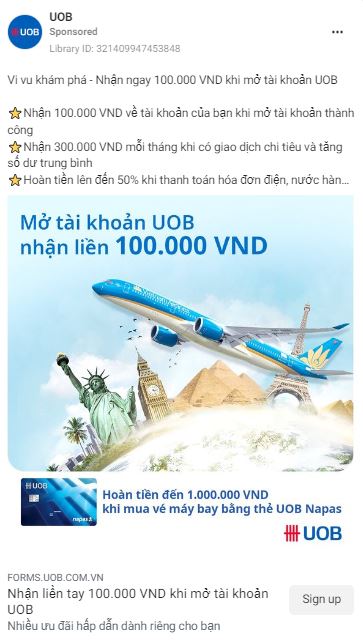 UOB
Sponsored
Library ID: 321409947453848
Vi vu khám phá - Nhận ngay 100.000 VND khi mở tài khoản UOB
⭐Nhận 100.000 VND về tài khoản của bạn khi mở tài khoản thành
công
⭐Nhận 300.000 VND mỗi tháng khi có giao dịch chi tiêu và tăng
số dư trung bình
⭐Hoàn tiền lên đến 50% khi thanh toán hóa đơn điện, nước hàn...
Mở tài khoản UOB
nhận liền 100.000 VND
UOB
napas
Hoàn tiền đến 1.000.000 VND
khi mua vé máy bay bằng thẻ UOB Napas
UOB
FORMS.UOB.COM.VN
Nhận liền tay 100.000 VND khi mở tài khoản
UOB
Nhiều ưu đãi hấp dẫn dành riêng cho bạn
Sign up